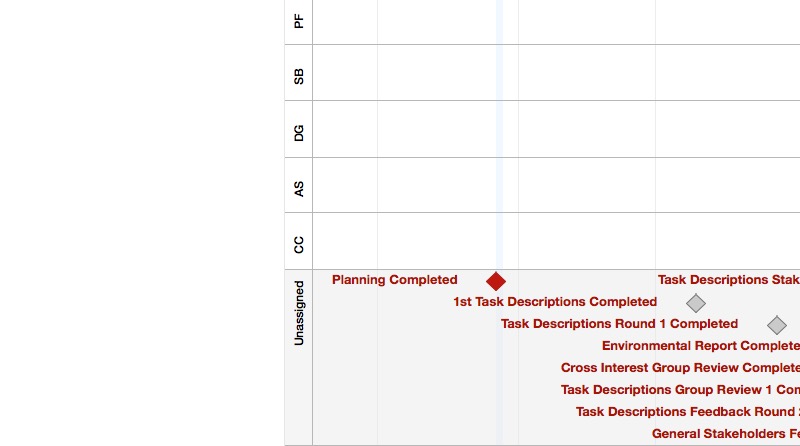 PF
SB
DG
AS
CC
Unassigned
Planning Completed
Task Descriptions Stak
1st Task Descriptions Completed
Task Descriptions Round 1 Completed
Environmental Report Complete
Cross Interest Group Review Complete
Task Descriptions Group Review 1 Com
Task Descriptions Feedback Round
General Stakeholders Fe